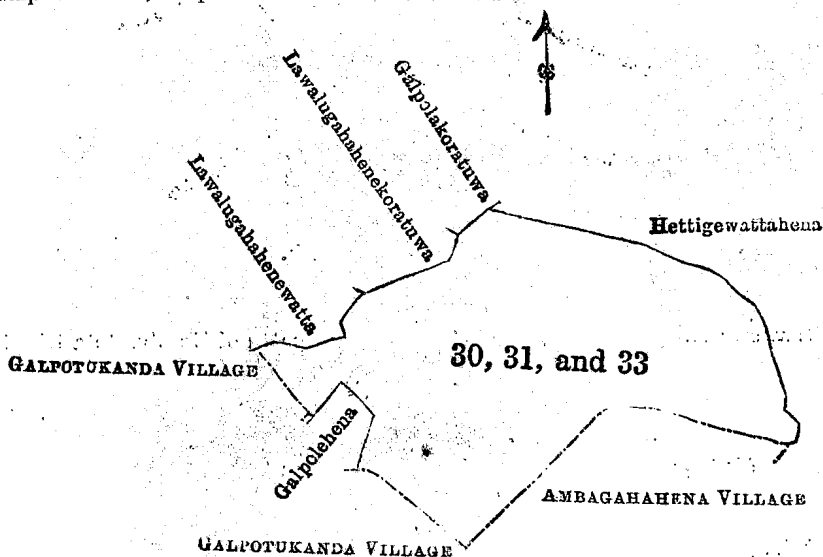 Galpolakoratuwa
Lawalugahahenekoratuwa
Lawalugahahenewatta
Hettigewattahena
30, 31, and 33
GALPOTUKANDA VILLAGE
Galpolehena
AMBAGAHAHENA VILLAGE
GALPOTUKANDA VILLAGE